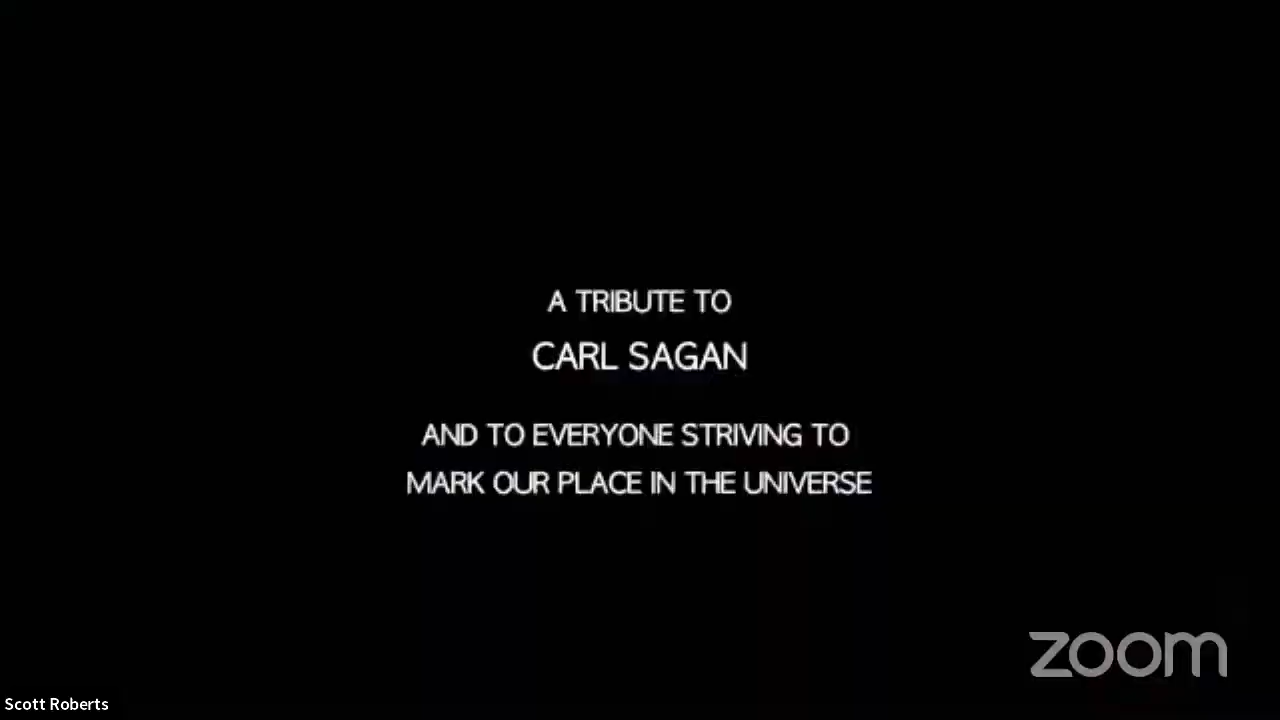 A TRIBUTE TO
CARL SAGAN
AND TO EVERYONE STRIVING TO
MARK OUR PLACE IN THE UNIVERSE
zoom
Scott Roberts